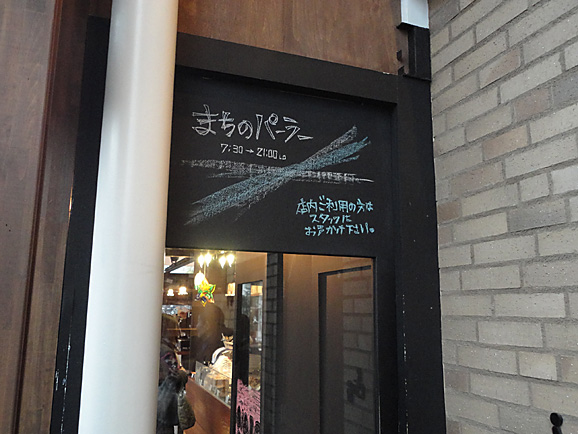 まちのパーラー
7:30→21:00 LO
店内ご利用の方は
スタッフに
お声がけ下さい。